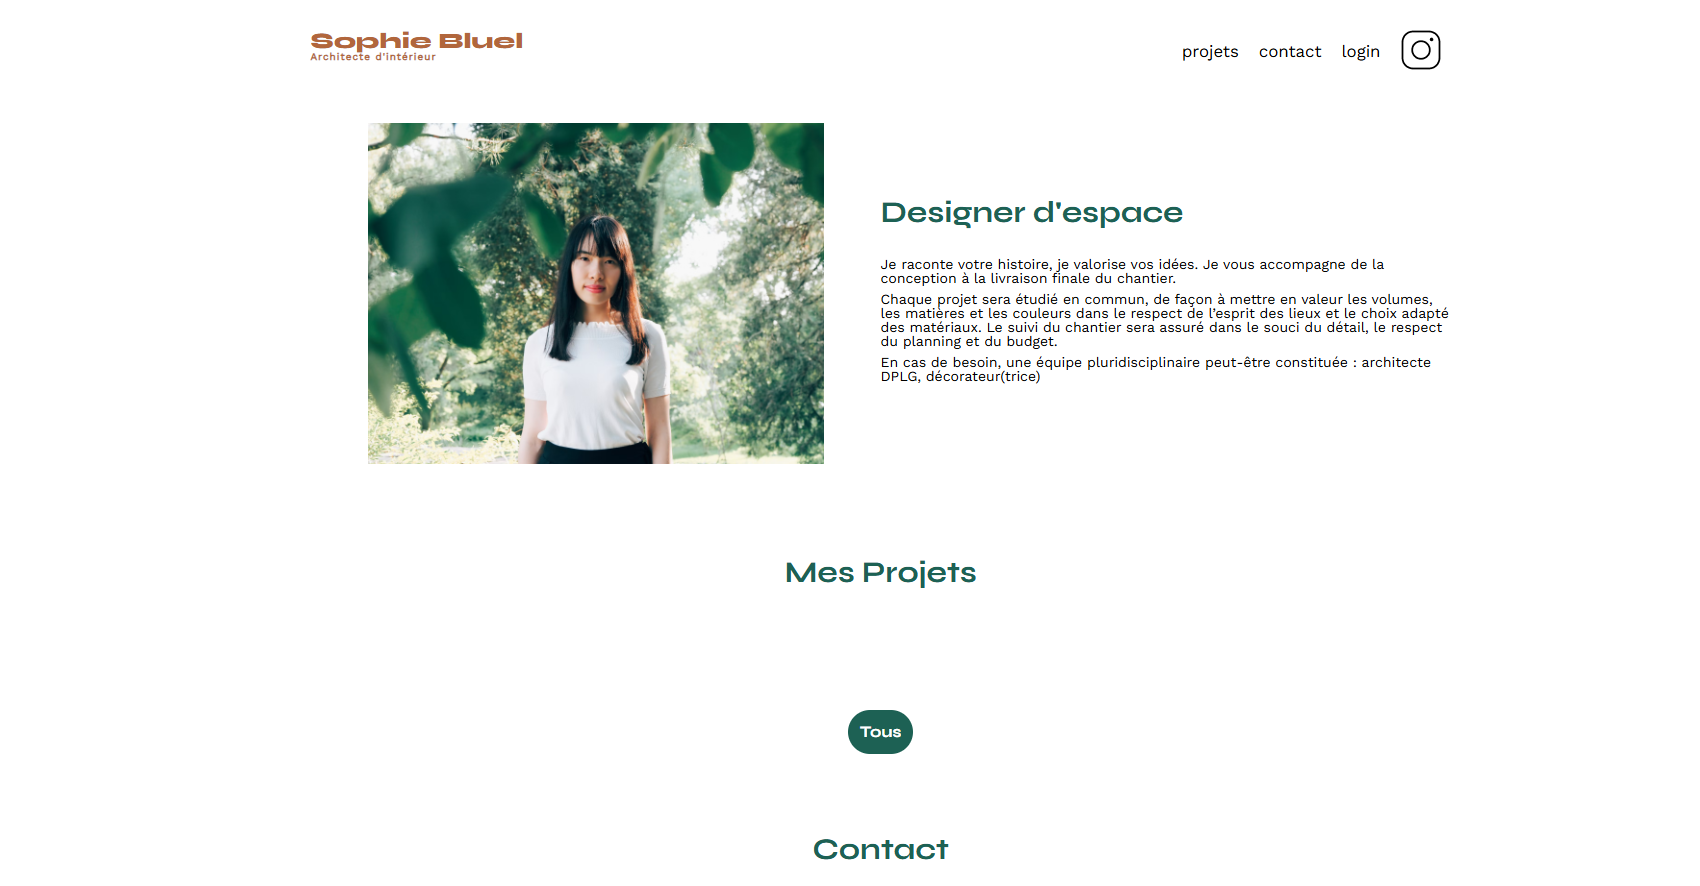 Sophie Bluel
Architecte d'intérieur
projets
contact
login
Designer d'espace
Je raconte votre histoire, je valorise vos idées. Je vous accompagne de la
conception à la livraison finale du chantier.
Chaque projet sera étudié en commun, de façon à mettre en valeur les volumes,
les matières et les couleurs dans le respect de l’esprit des lieux et le choix adapté
des matériaux. Le suivi du chantier sera assuré dans le souci du détail, le respect
du planning et du budget.
En cas de besoin, une équipe pluridisciplinaire peut-être constituée : architecte
DPLG, décorateur(trice)
Mes Projets
Tous
Contact